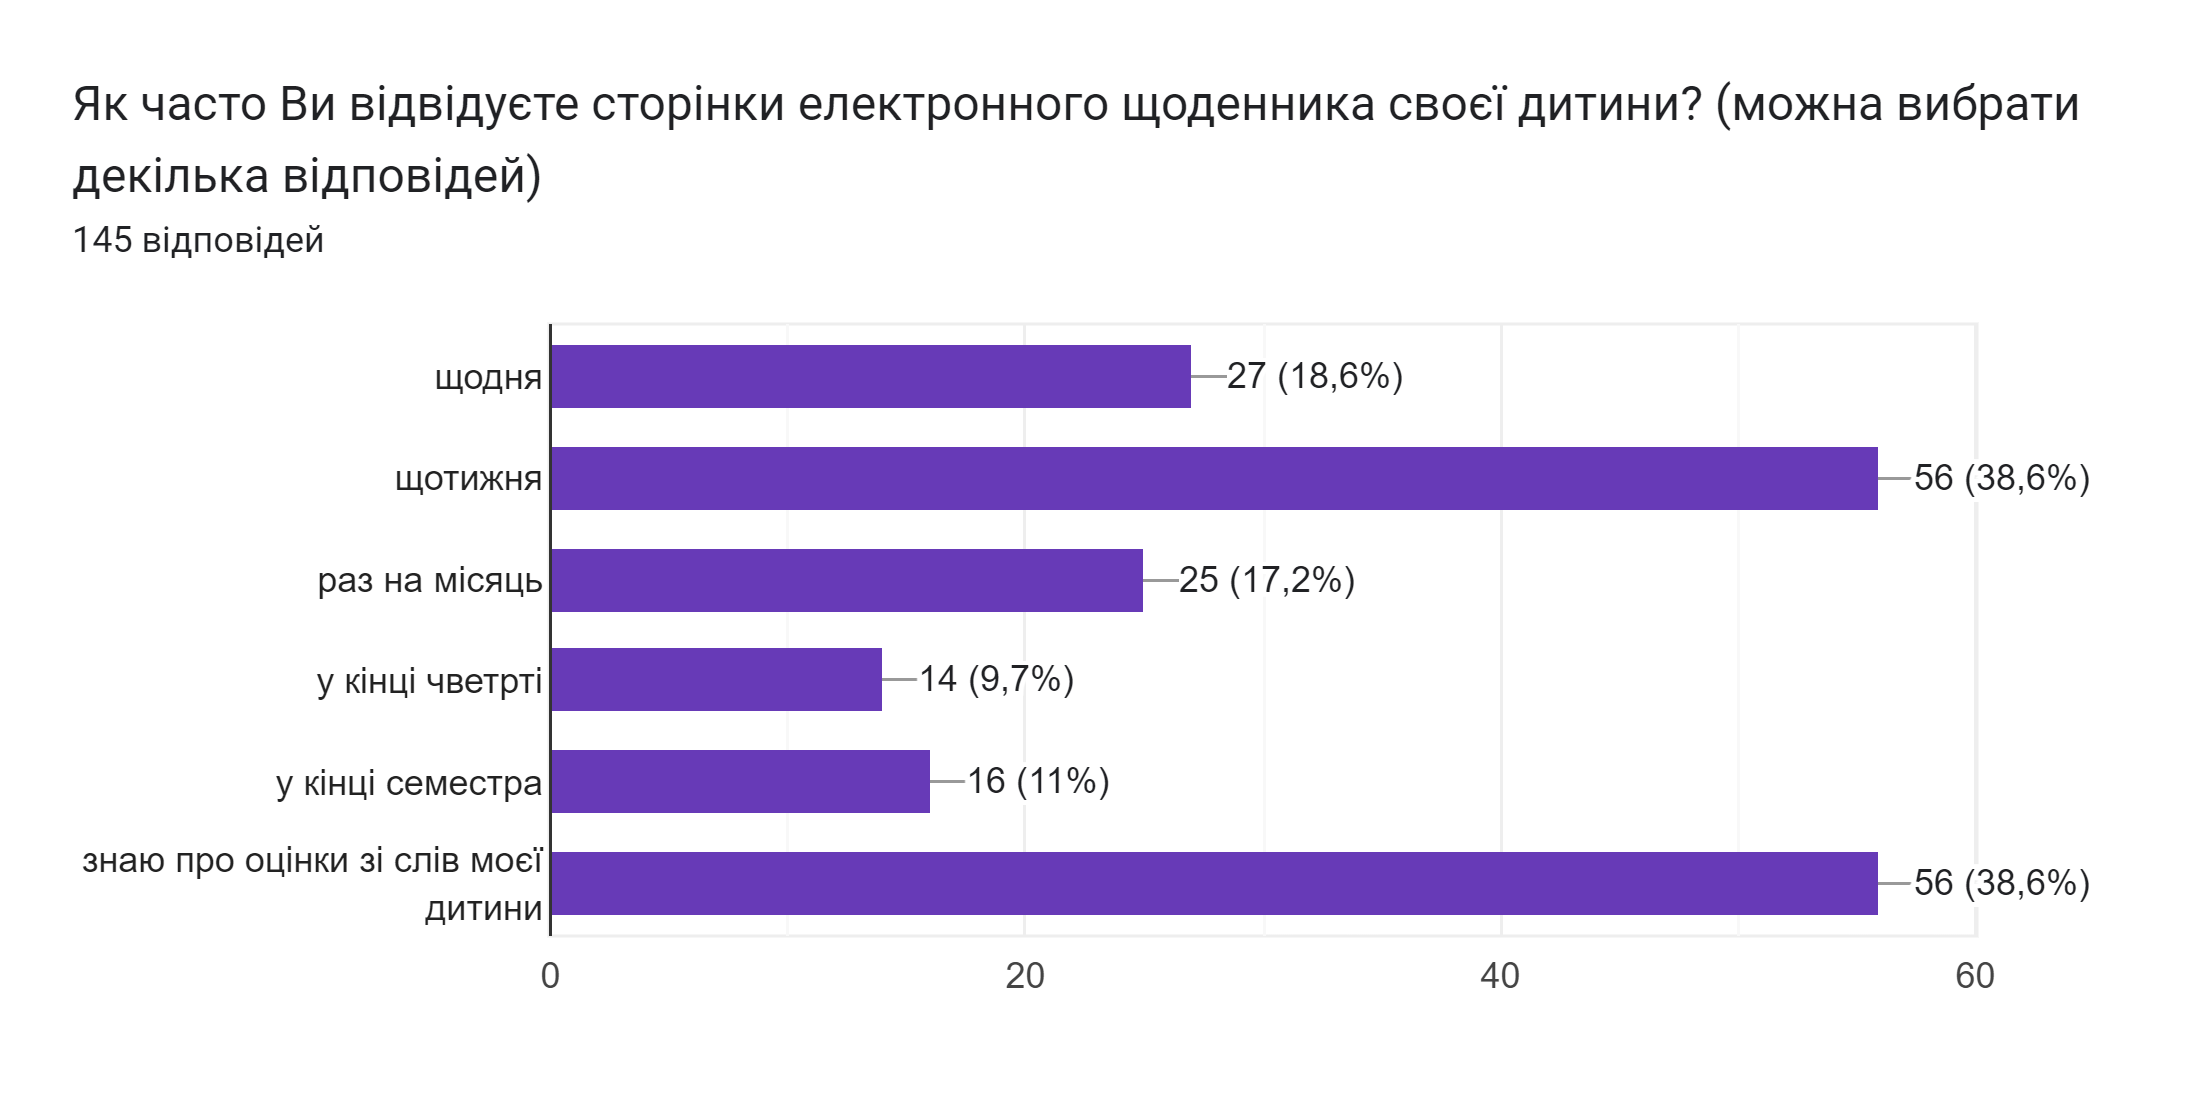 Як часто Ви відвідуєте сторінки електронного щоденника своєї дитини? (можна вибрати
декілька відповідей)
145 відповідей
щодня
27 (18,6%)
щотижня
56 (38,6%)
раз на місяць
25 (17,2%)
у кінці чветрті
14 (9,7%)
у кінці семестра
16 (11%)
знаю про оцінки зі слів моєї
дитини
56 (38,6%)
0
20
40
60